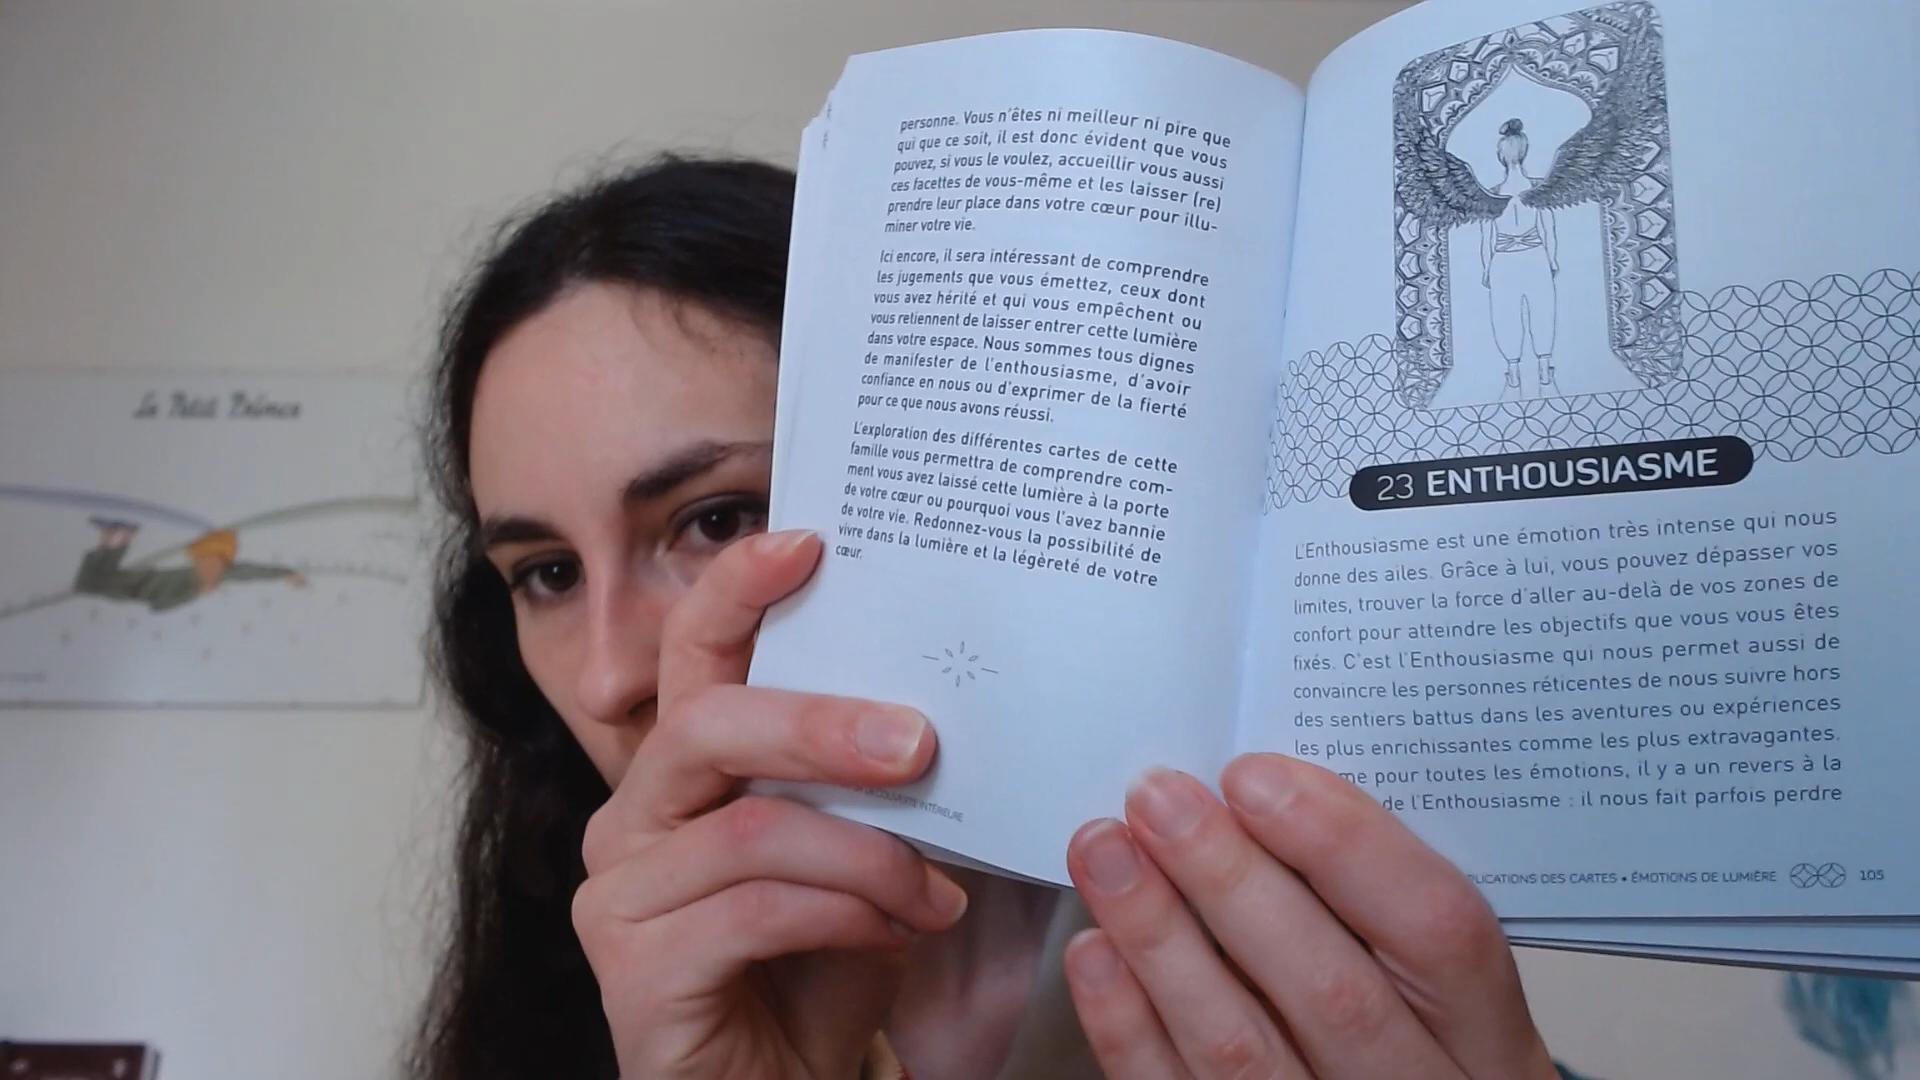 Le Petit Prince
personne. Vous n'êtes ni meilleur ni pire que
qui que ce soit, il est donc évident que vous
pouvez, si vous le voulez, accueillir vous aussi
ces facettes de vous-même et les laisser (re)
prendre leur place dans votre cœur pour illu-
miner votre vie.
Ici encore, il sera intéressant de comprendre
les jugements que vous émettez, ceux dont
vous avez hérité et qui vous empêchent ou
vous retiennent de laisser entrer cette lumière
dans votre espace. Nous sommes tous dignes
de manifester de l'enthousiasme, d'avoir
confiance en nous ou d'exprimer de la fierté
pour ce que nous avons réussi.
L'exploration des différentes cartes de cette
famille vous permettra de comprendre com-
ment vous avez laissé cette lumière à la porte
de votre cœur ou pourquoi vous l'avez bannie
de votre vie. Redonnez-vous la possibilité de
vivre dans la lumière et la légèreté de votre
cœur.
DÉCOUVERTE INTÉRIEURE
23 ENTHOUSIASME
L'Enthousiasme est une émotion très intense qui nous
donne des ailes. Grâce à lui, vous pouvez dépasser vos
limites, trouver la force d'aller au-delà de vos zones de
confort pour atteindre les objectifs que vous vous êtes
fixés. C'est l'Enthousiasme qui nous permet aussi de
convaincre les personnes réticentes de nous suivre hors
des sentiers battus dans les aventures ou expériences
les plus enrichissantes comme les plus extravagantes.
me pour toutes les émotions, il y a un revers à la
de l'Enthousiasme : il nous fait parfois perdre
PLICATIONS DES CARTES • ÉMOTIONS DE LUMIÈRE 105